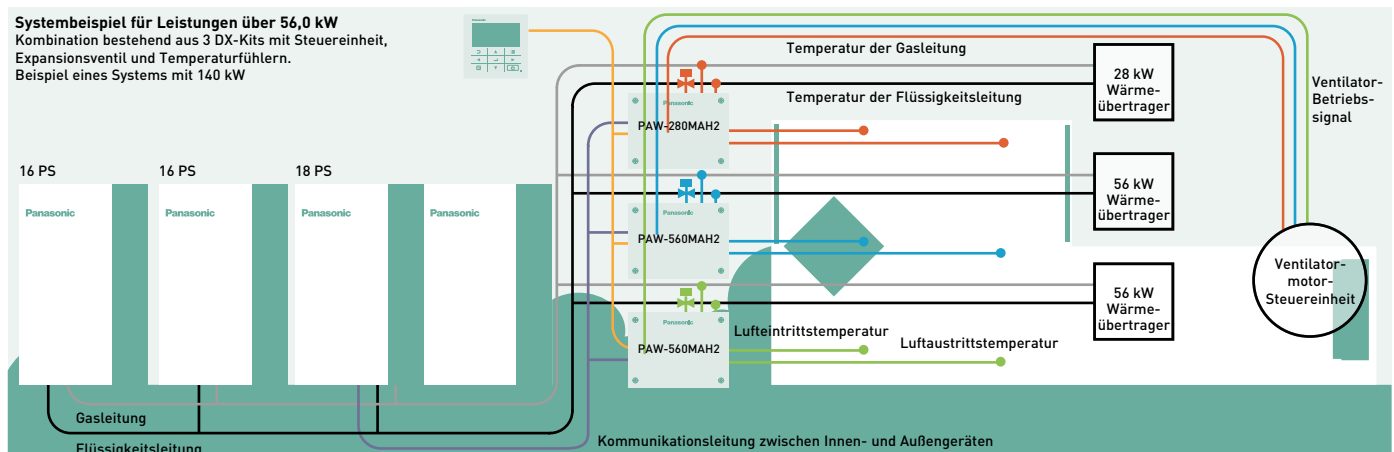 Systembeispiel für Leistungen über 56,0 kW
Kombination bestehend aus 3 DX-Kits mit Steuereinheit,
Expansionsventil und Temperaturfühlern.
Beispiel eines Systems mit 140 kW
Panasonic
Temperatur der Gasleitung
Temperatur der Flüssigkeitsleitung
28 kW
Wärme-
übertrager
Ventilator-
Betriebs-
signal
Panasonic
PAW-280MAH2
16 PS
16 PS
18 PS
Panasonic
Panasonic
Panasonic
Panasonic
Panasonic
PAW-560MAH2
56 kW
Wärme-
übertrager
Ventilator-
motor-
Steuereinheit
Panasonic
PAW-560MAH2
56 kW
Wärme-
übertrager
Lufteintrittstemperatur
Luftaustrittstemperatur
Gasleitung
Flüssigkeitsleitung
Kommunikationsleitung zwischen Innen- und Außengeräten